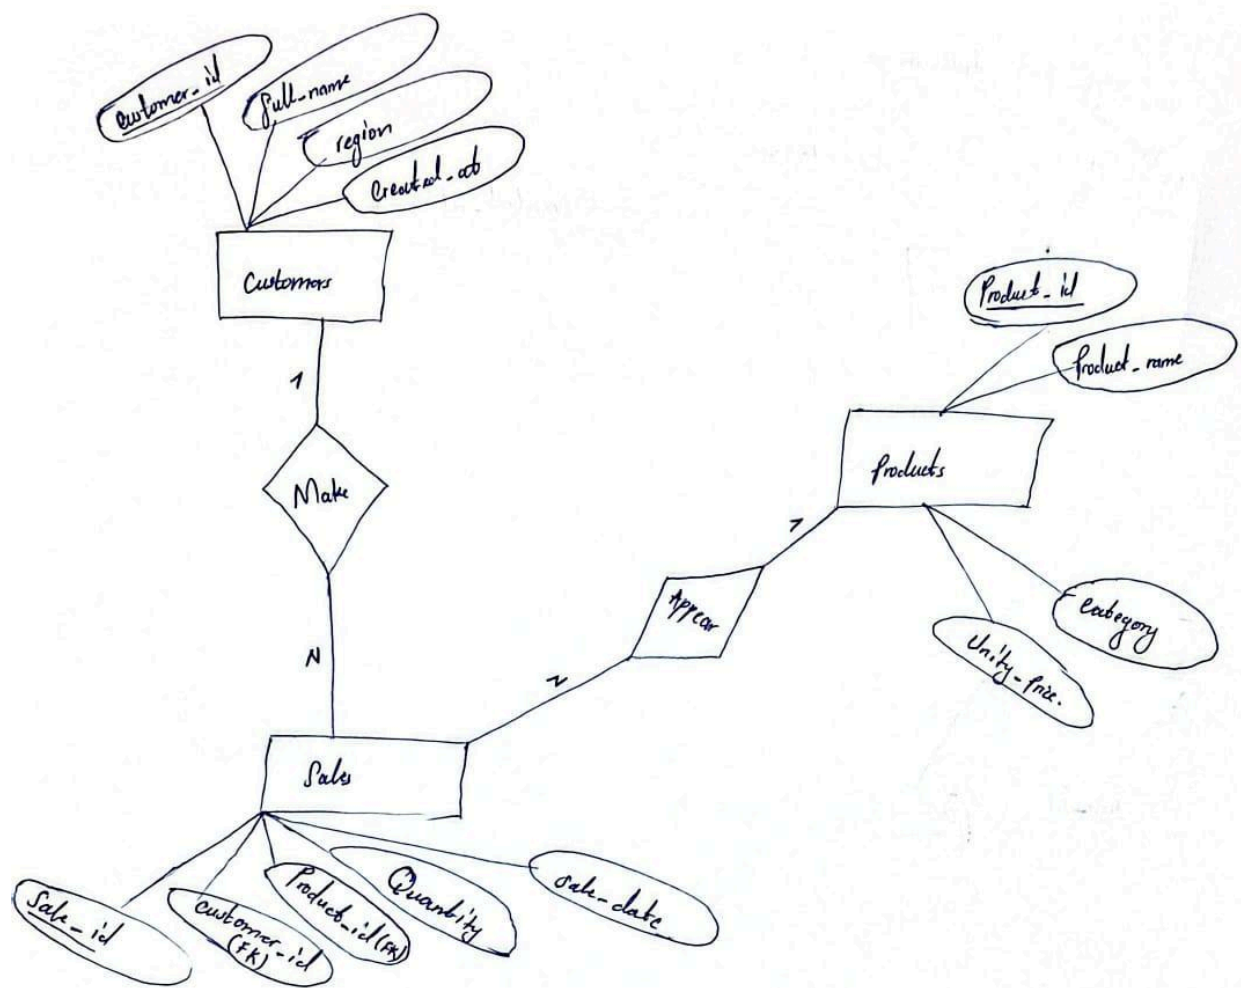 customer_id
full_name
region
created_at
Customers
1
Make
N
Product_id
Product_name
Products
1
Appear
N
category
Unity_Price.
Sales
Sale_id
customer_id
(FK)
Product_id(FK)
Quantity
sale_date